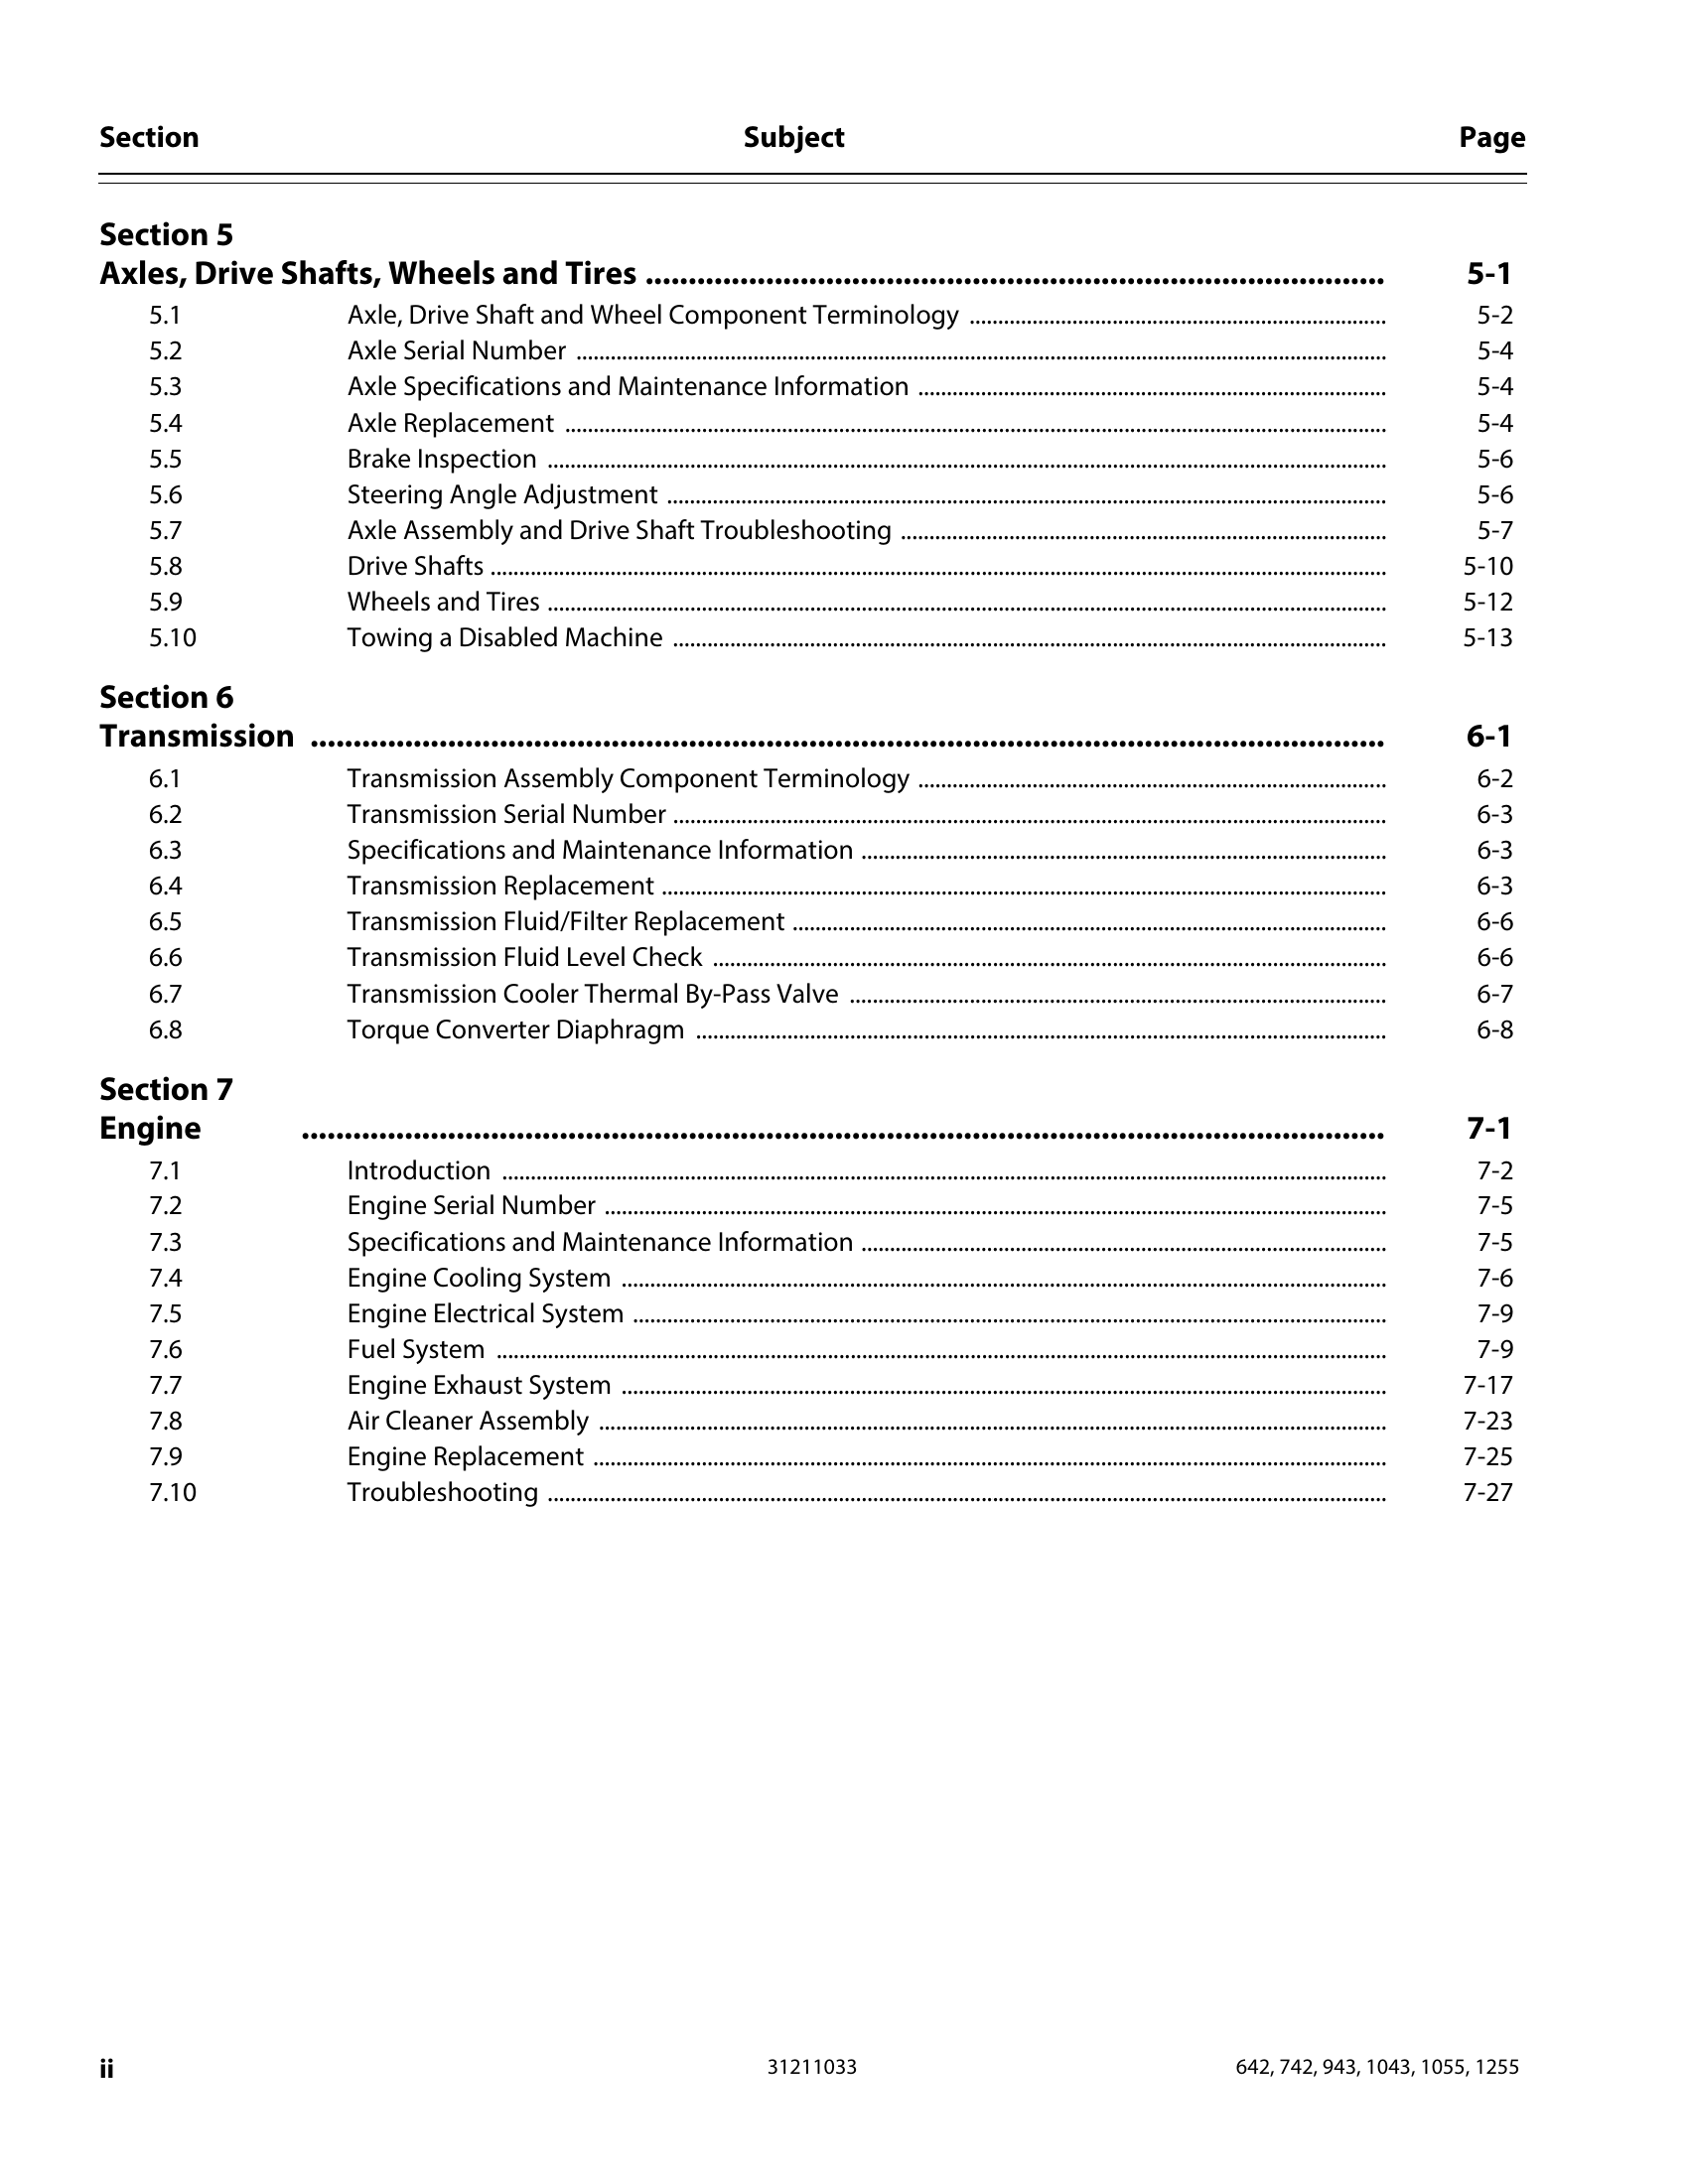 Section Subject Page
Section 5
Axles, Drive Shafts, Wheels and Tires ........ 5-1
5.1 Axle, Drive Shaft and Wheel Component Terminology ........ 5-2
5.2 Axle Serial Number ........ 5-4
5.3 Axle Specifications and Maintenance Information ........ 5-4
5.4 Axle Replacement ........ 5-4
5.5 Brake Inspection ........ 5-6
5.6 Steering Angle Adjustment ........ 5-6
5.7 Axle Assembly and Drive Shaft Troubleshooting ........ 5-7
5.8 Drive Shafts ........ 5-10
5.9 Wheels and Tires ........ 5-12
5.10 Towing a Disabled Machine ........ 5-13
Section 6
Transmission ........ 6-1
6.1 Transmission Assembly Component Terminology ........ 6-2
6.2 Transmission Serial Number ........ 6-3
6.3 Specifications and Maintenance Information ........ 6-3
6.4 Transmission Replacement ........ 6-3
6.5 Transmission Fluid/Filter Replacement ........ 6-6
6.6 Transmission Fluid Level Check ........ 6-6
6.7 Transmission Cooler Thermal By-Pass Valve ........ 6-7
6.8 Torque Converter Diaphragm ........ 6-8
Section 7
Engine ........ 7-1
7.1 Introduction ........ 7-2
7.2 Engine Serial Number ........ 7-5
7.3 Specifications and Maintenance Information ........ 7-5
7.4 Engine Cooling System ........ 7-6
7.5 Engine Electrical System ........ 7-9
7.6 Fuel System ........ 7-9
7.7 Engine Exhaust System ........ 7-17
7.8 Air Cleaner Assembly ........ 7-23
7.9 Engine Replacement ........ 7-25
7.10 Troubleshooting ........ 7-27
ii 31211033 642, 742, 943, 1043, 1055, 1255